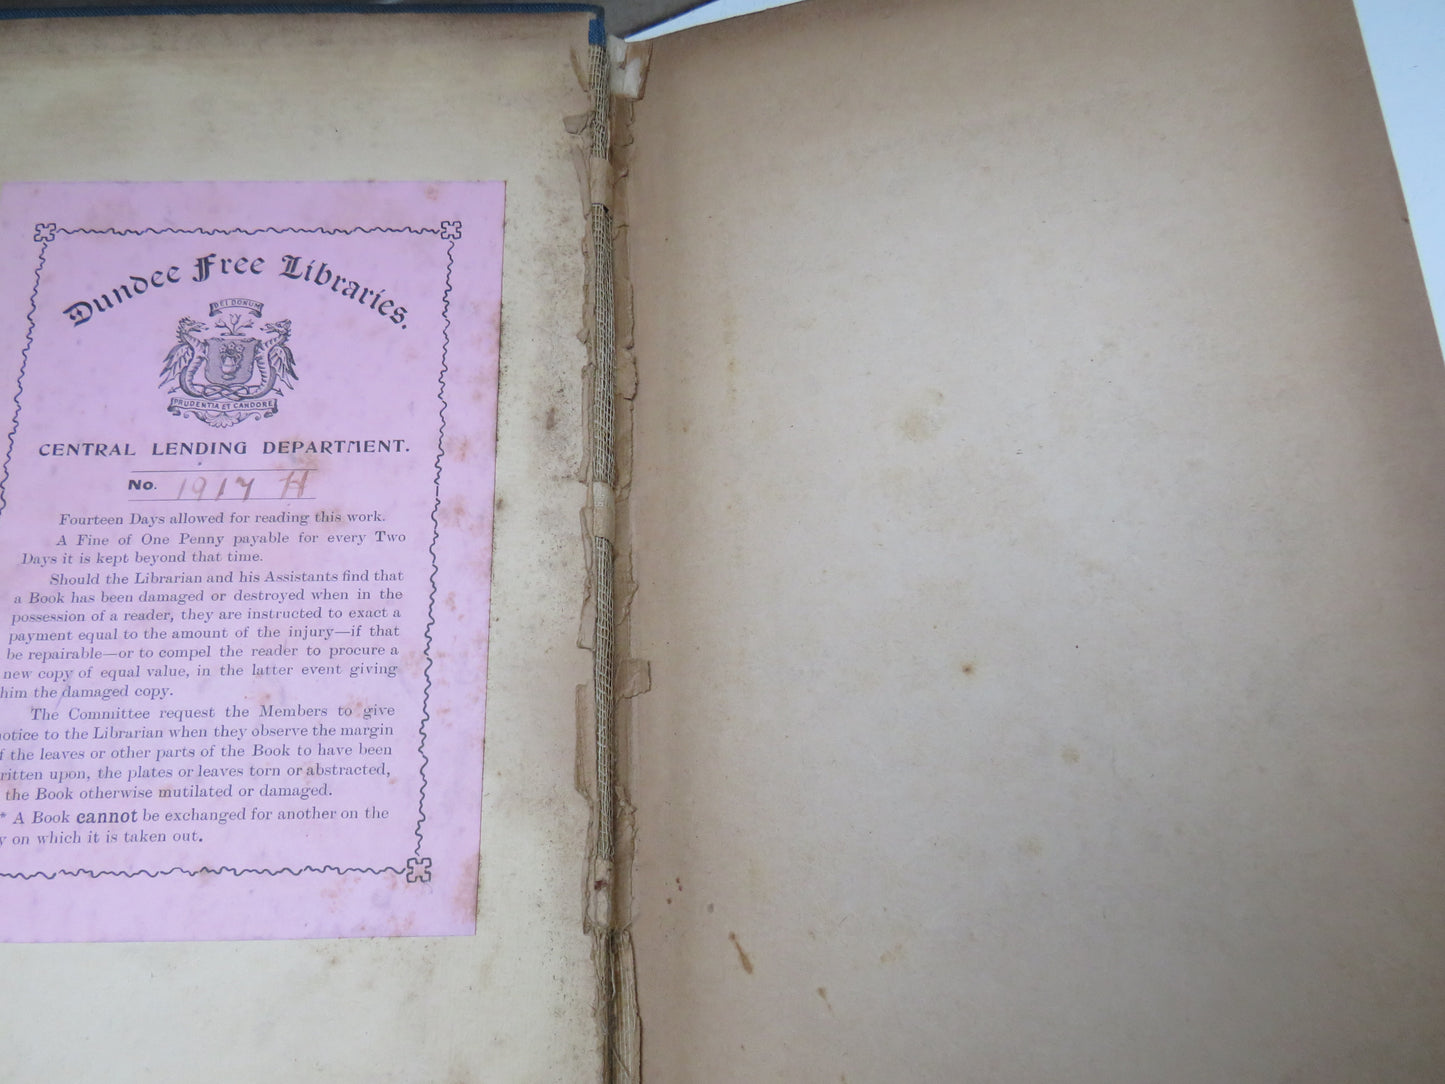 Dundee Free Libraries.
DEI DONUM
PRUDENTIA ET CANDORE
CENTRAL LENDING DEPARTMENT.
No. 1917 H
Fourteen Days allowed for reading this work.
A Fine of One Penny payable for every Two
Days it is kept beyond that time.
Should the Librarian and his Assistants find that
a Book has been damaged or destroyed when in the
possession of a reader, they are instructed to exact a
payment equal to the amount of the injury—if that
be repairable—or to compel the reader to procure a
new copy of equal value, in the latter event giving
him the damaged copy.
The Committee request the Members to give
notice to the Librarian when they observe the margin
f the leaves or other parts of the Book to have been
ritten upon, the plates or leaves torn or abstracted,
the Book otherwise mutilated or damaged.
* A Book cannot be exchanged for another on the
y on which it is taken out.